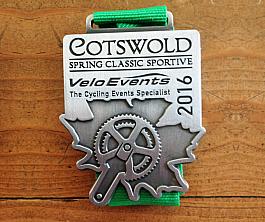 COTSWOLD
SPRING CLASSIC SPORTIVE
VeloEvents
The Cycling Events Specialist
2016